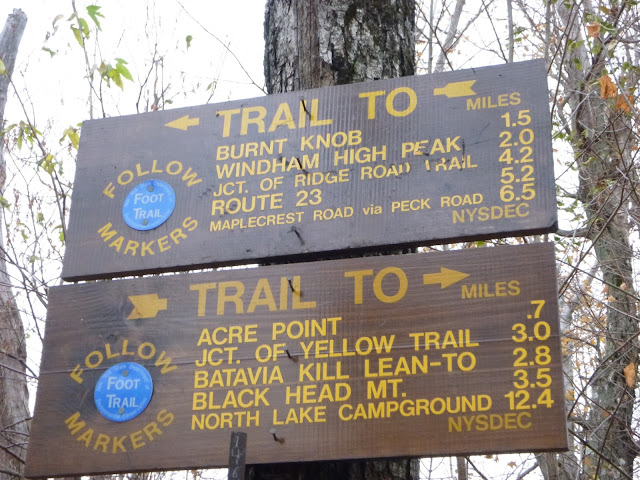 TRAIL TO
MILES
BURNT KNOB 1.5
WINDHAM HIGH PEAK 2.0
JCT. OF RIDGE ROAD TRAIL 4.2
ROUTE 23 5.2
MAPLECREST ROAD via PECK ROAD 6.5
NYSDEC
FOLLOW
FOOT
TRAIL
MARKERS
TRAIL TO
MILES
ACRE POINT .7
JCT. OF YELLOW TRAIL 3.0
BATAVIA KILL LEAN-TO 2.8
BLACK HEAD MT. 3.5
NORTH LAKE CAMPGROUND 12.4
NYSDEC
FOLLOW
FOOT
TRAIL
MARKERS